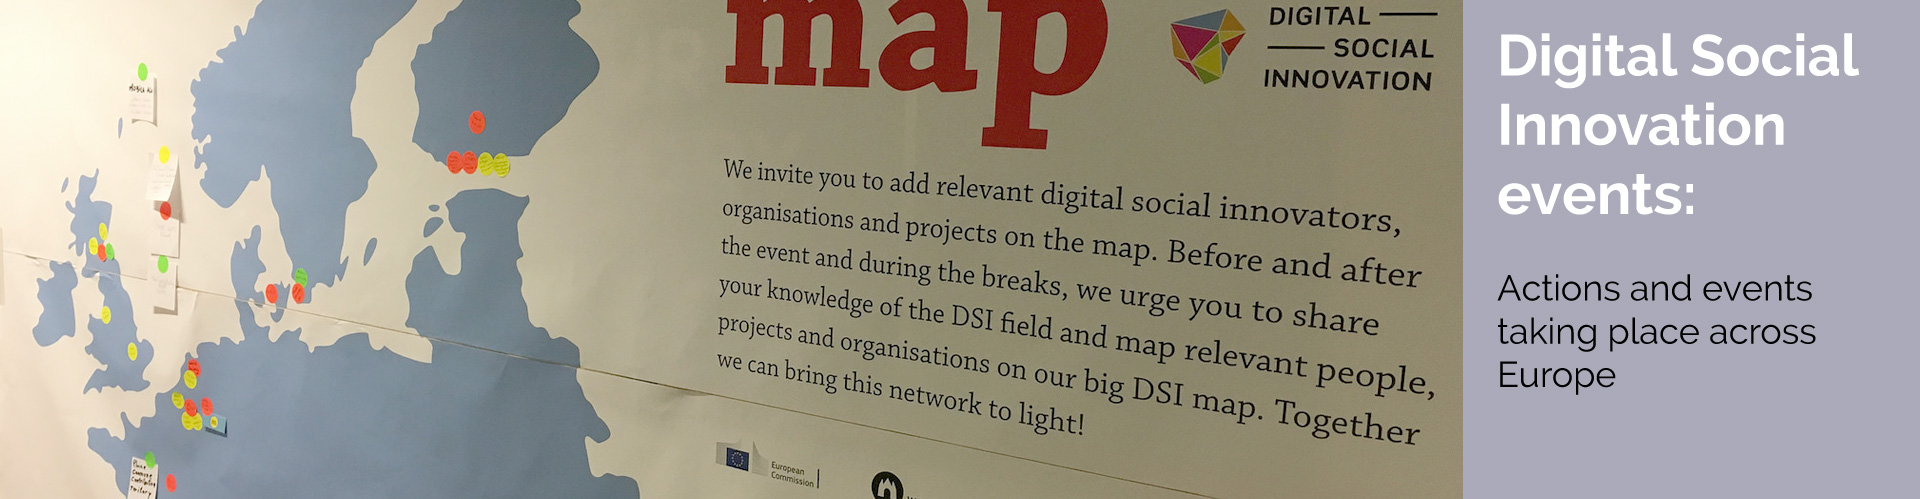 map
DIGITAL
SOCIAL
INNOVATION
We invite you to add relevant digital social innovators,
organisations and projects on the map. Before and after
the event and during the breaks, we urge you to share
your knowledge of the DSI field and map relevant people,
projects and organisations on our big DSI map. Together
we can bring this network to light!
European
Commission
Digital Social
Innovation
events:
Actions and events
taking place across
Europe